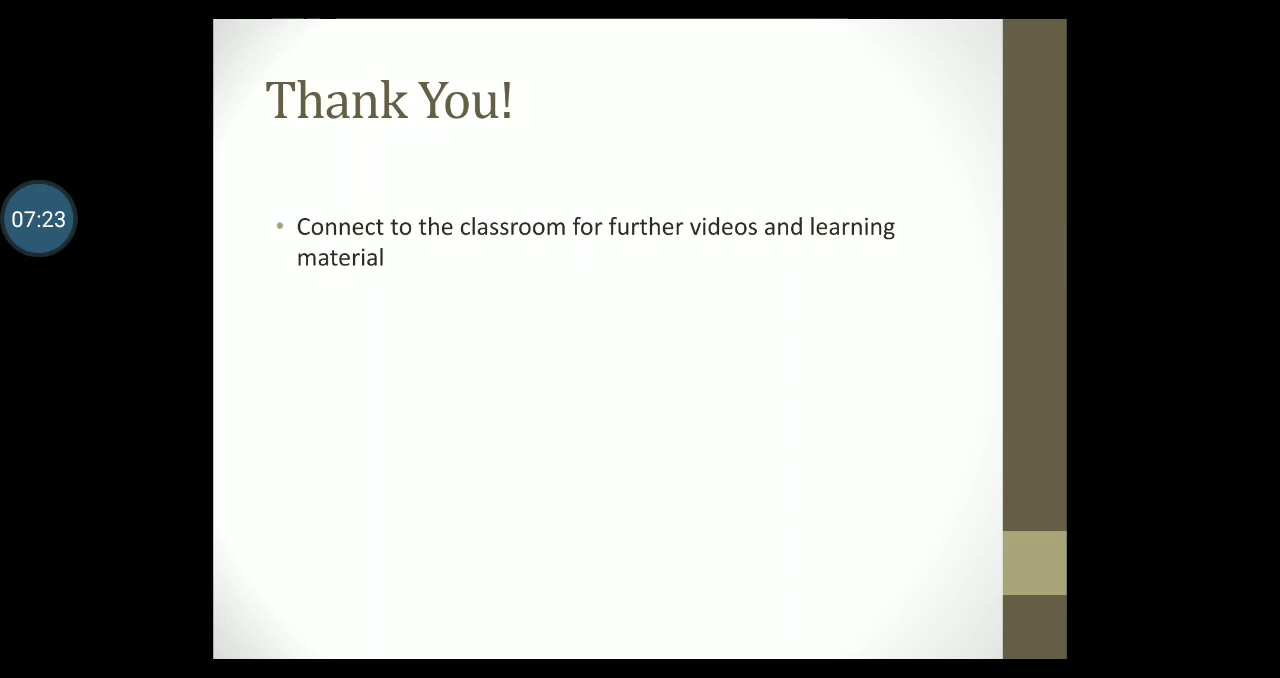 Thank You!
07:23
• Connect to the classroom for further videos and learning
material